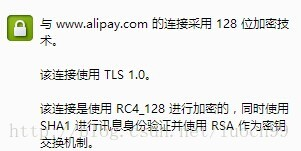 与 www.alipay.com 的连接采用 128 位加密技
术。
该连接使用 TLS 1.0。
该连接是使用 RC4_128 进行加密的，同时使用
SHA1 进行讯息身份验证并使用 RSA 作为密钥
交换机制。